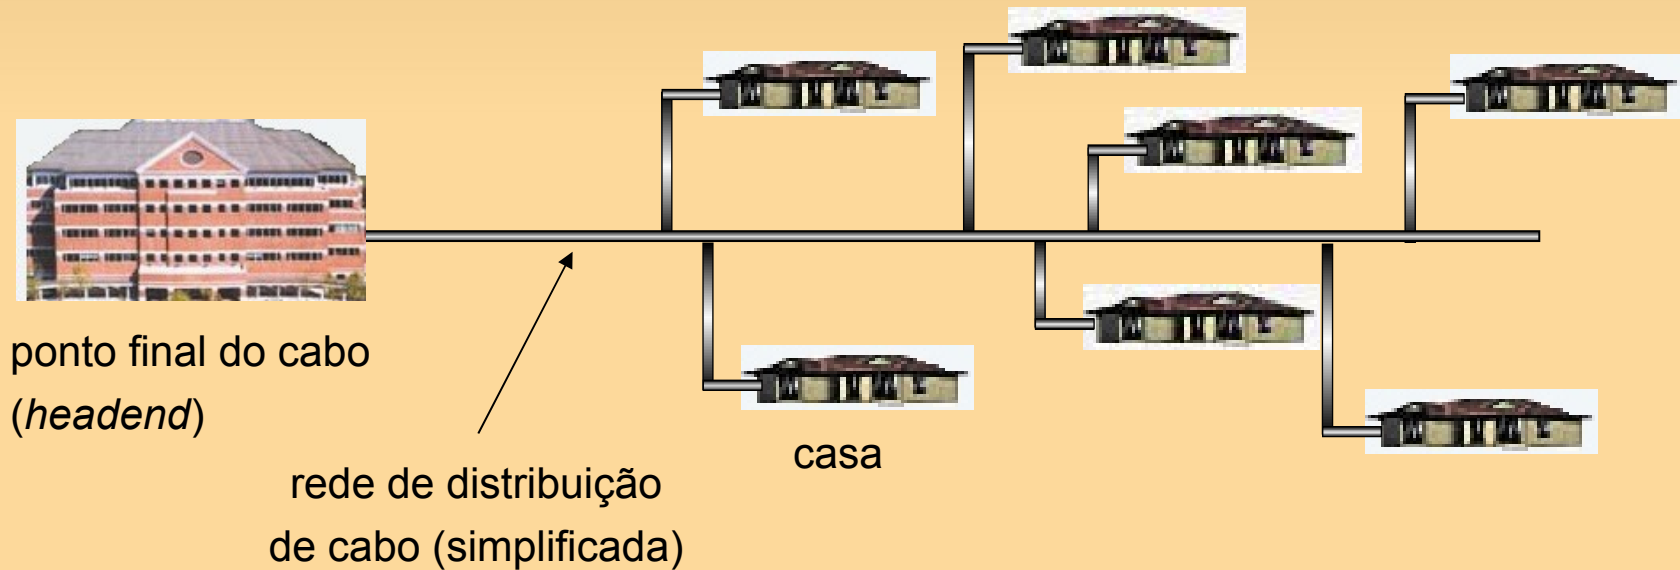 ponto final do cabo
(headend)
rede de distribuição
de cabo (simplificada)
casa